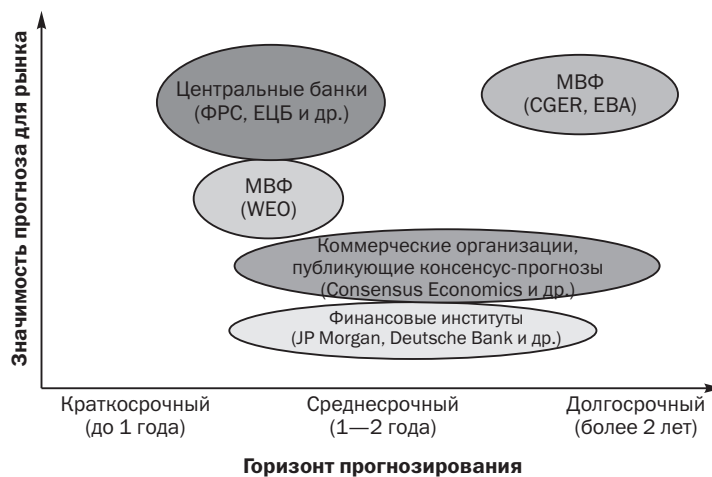 Значимость прогноза для рынка
Центральные банки
(ФРС, ЕЦБ и др.)
МВФ
(CGER, EBA)
МВФ
(WEO)
Коммерческие организации,
публикующие консенсус-прогнозы
(Consensus Economics и др.)
Финансовые институты
(JP Morgan, Deutsche Bank и др.)
Краткосрочный
(до 1 года)
Среднесрочный
(1—2 года)
Долгосрочный
(более 2 лет)
Горизонт прогнозирования